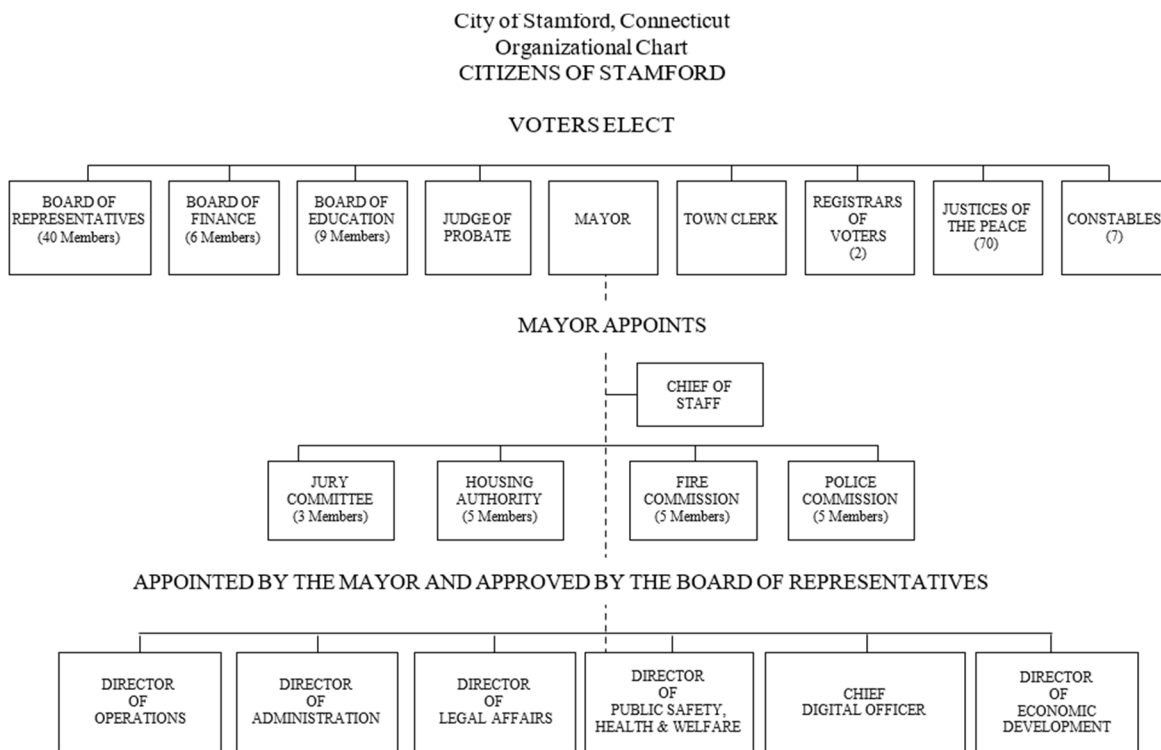 City of Stamford, Connecticut
Organizational Chart
CITIZENS OF STAMFORD
VOTERS ELECT
BOARD OF
REPRESENTATIVES
(40 Members)
BOARD OF
FINANCE
(6 Members)
BOARD OF
EDUCATION
(9 Members)
JUDGE OF
PROBATE
MAYOR
TOWN CLERK
REGISTRARS
OF
VOTERS
(2)
JUSTICES OF
THE PEACE
(70)
CONSTABLES
(7)
MAYOR APPOINTS
CHIEF OF
STAFF
JURY
COMMITTEE
(3 Members)
HOUSING
AUTHORITY
(5 Members)
FIRE
COMMISSION
(5 Members)
POLICE
COMMISSION
(5 Members)
APPOINTED BY THE MAYOR AND APPROVED BY THE BOARD OF REPRESENTATIVES
DIRECTOR
OF
OPERATIONS
DIRECTOR
OF
ADMINISTRATION
DIRECTOR
OF
LEGAL AFFAIRS
DIRECTOR
OF
PUBLIC SAFETY,
HEALTH & WELFARE
CHIEF
DIGITAL OFFICER
DIRECTOR
OF
ECONOMIC
DEVELOPMENT